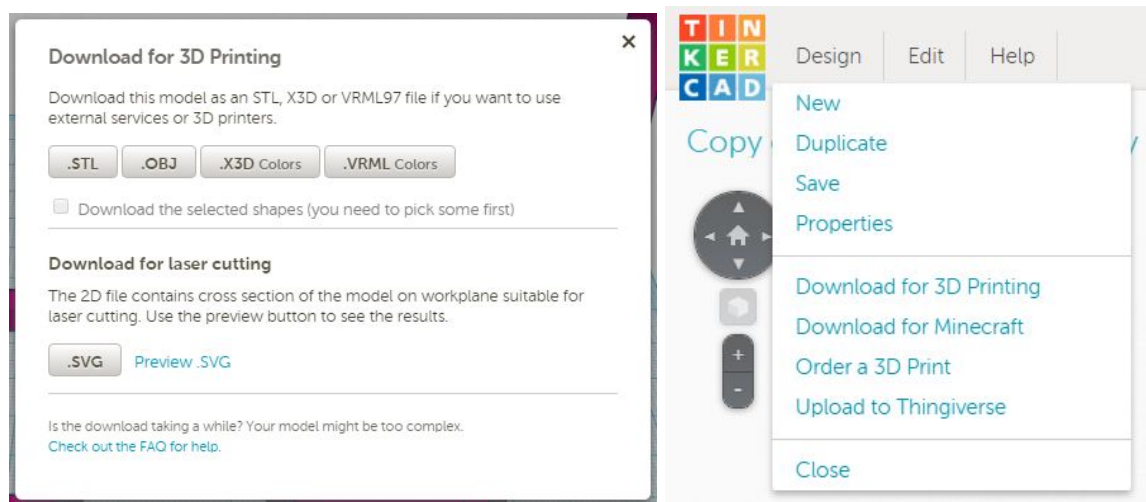 Download for 3D Printing
×
Download this model as an STL, X3D or VRML97 file if you want to use
external services or 3D printers.
.STL
.OBJ
.X3D Colors
.VRML Colors
Download the selected shapes (you need to pick some first)
Download for laser cutting
The 2D file contains cross section of the model on workplane suitable for
laser cutting. Use the preview button to see the results.
.SVG
Preview .SVG
Is the download taking a while? Your model might be too complex.
Check out the FAQ for help.
TIN
KER
CAD
Design
Edit
Help
Copy
New
Duplicate
Save
Properties
Download for 3D Printing
Download for Minecraft
Order a 3D Print
Upload to Thingiverse
Close
+
-